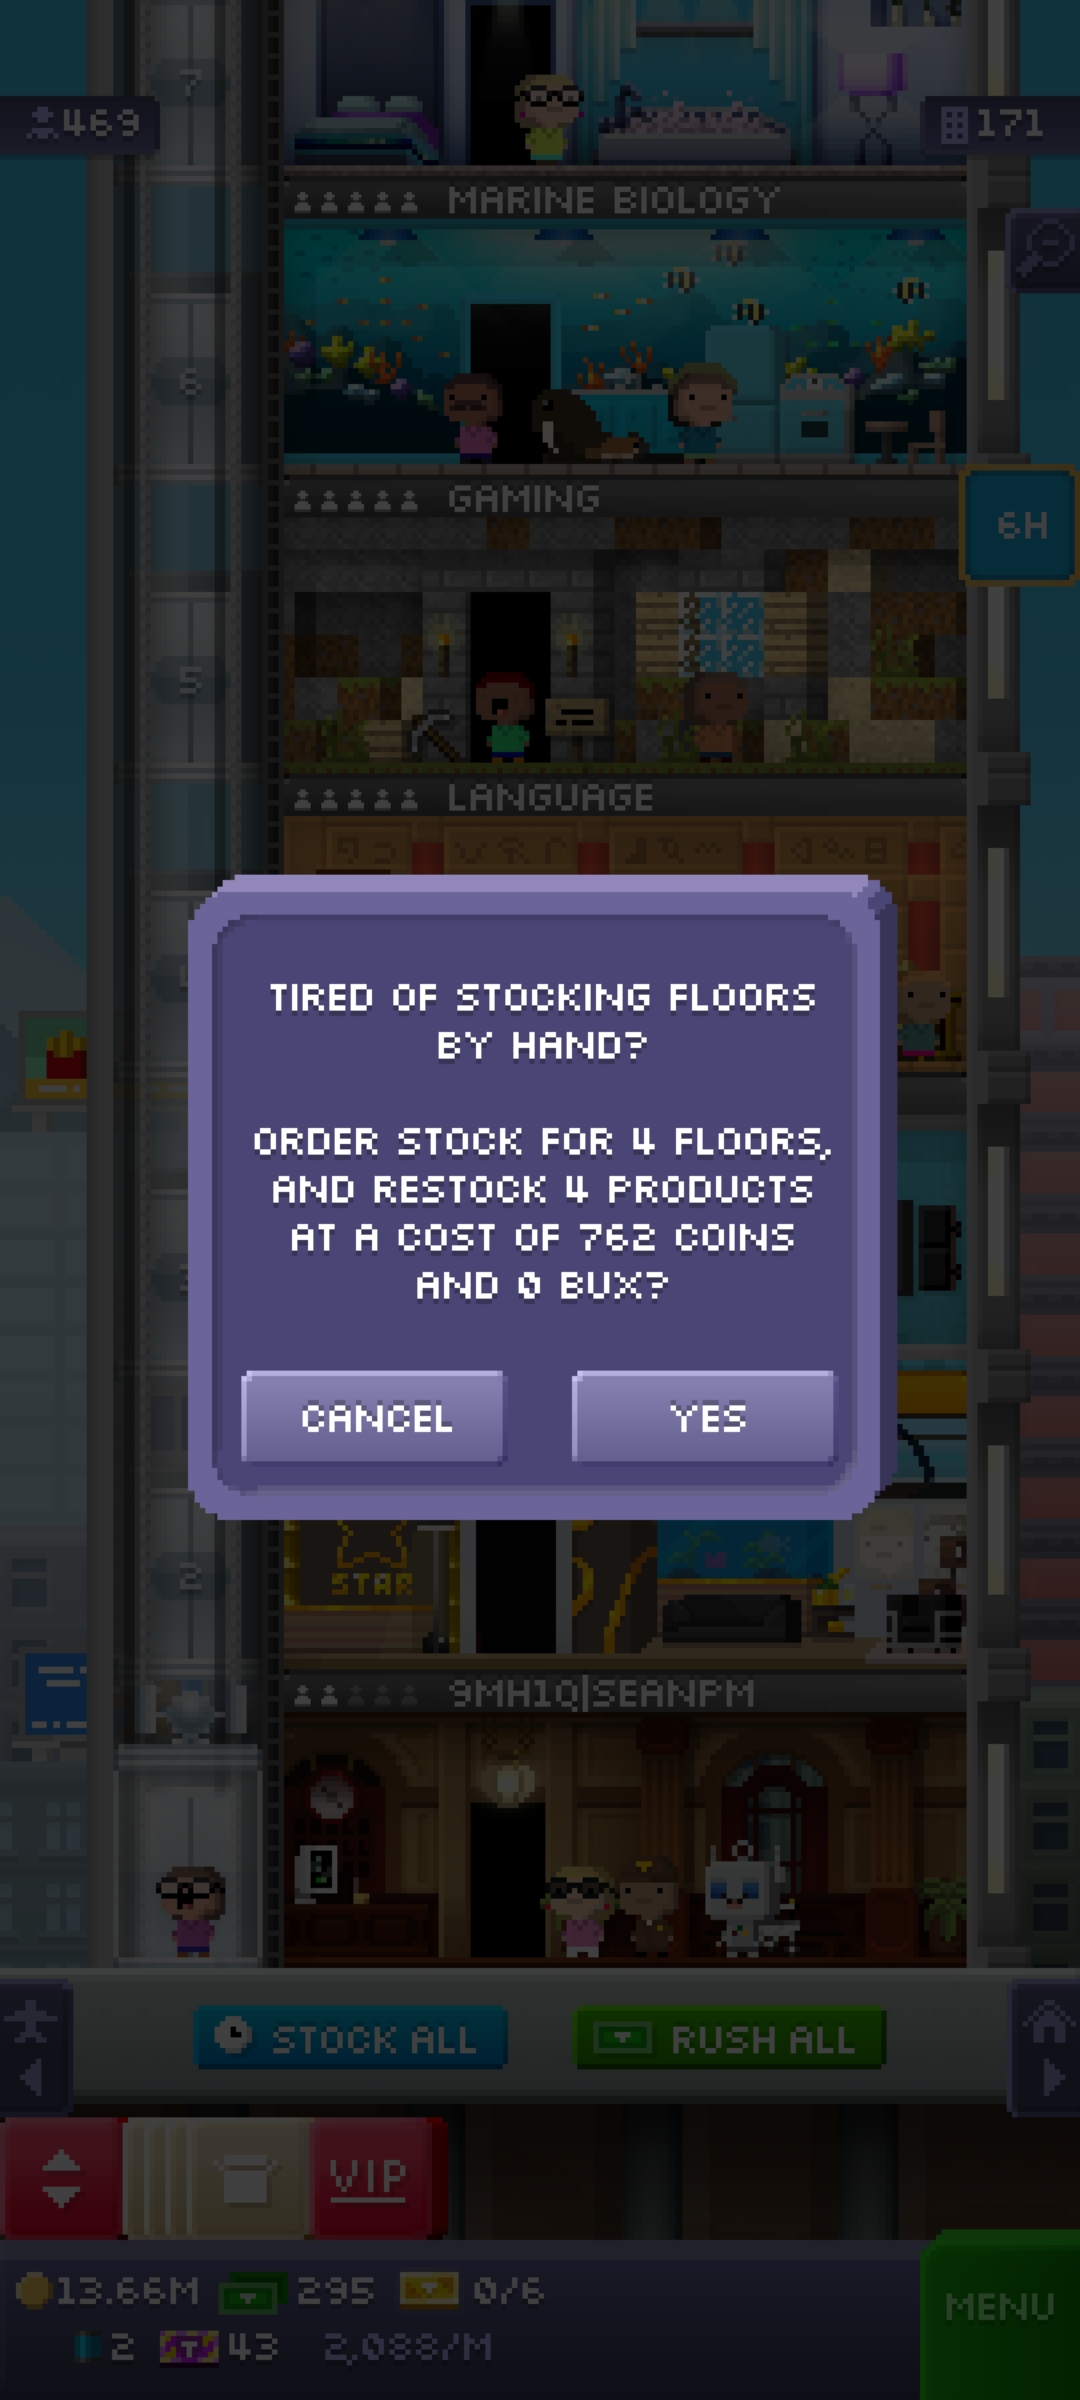 7
469
171
MARINE BIOLOGY
6
GAMING
6H
5
LANGUAGE
TIRED OF STOCKING FLOORS
BY HAND?
ORDER STOCK FOR 4 FLOORS,
AND RESTOCK 4 PRODUCTS
AT A COST OF 762 COINS
AND 0 BUX?
CANCEL
YES
2
STAR
9MH1Q|SEANPM
STOCK ALL
RUSH ALL
VIP
13.66M
295
0/6
2
43
2,088/M
MENU